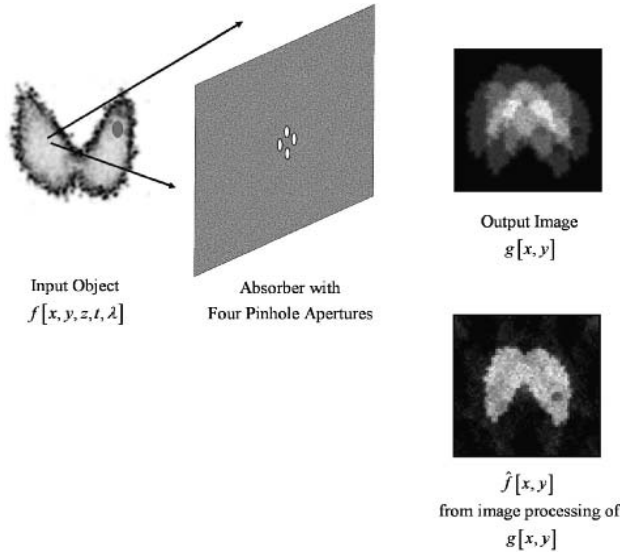 Input Object
f[x, y, z, t, λ]
Absorber with
Four Pinhole Apertures
Output Image
g[x, y]
f̂[x, y]
from image processing of
g[x, y]